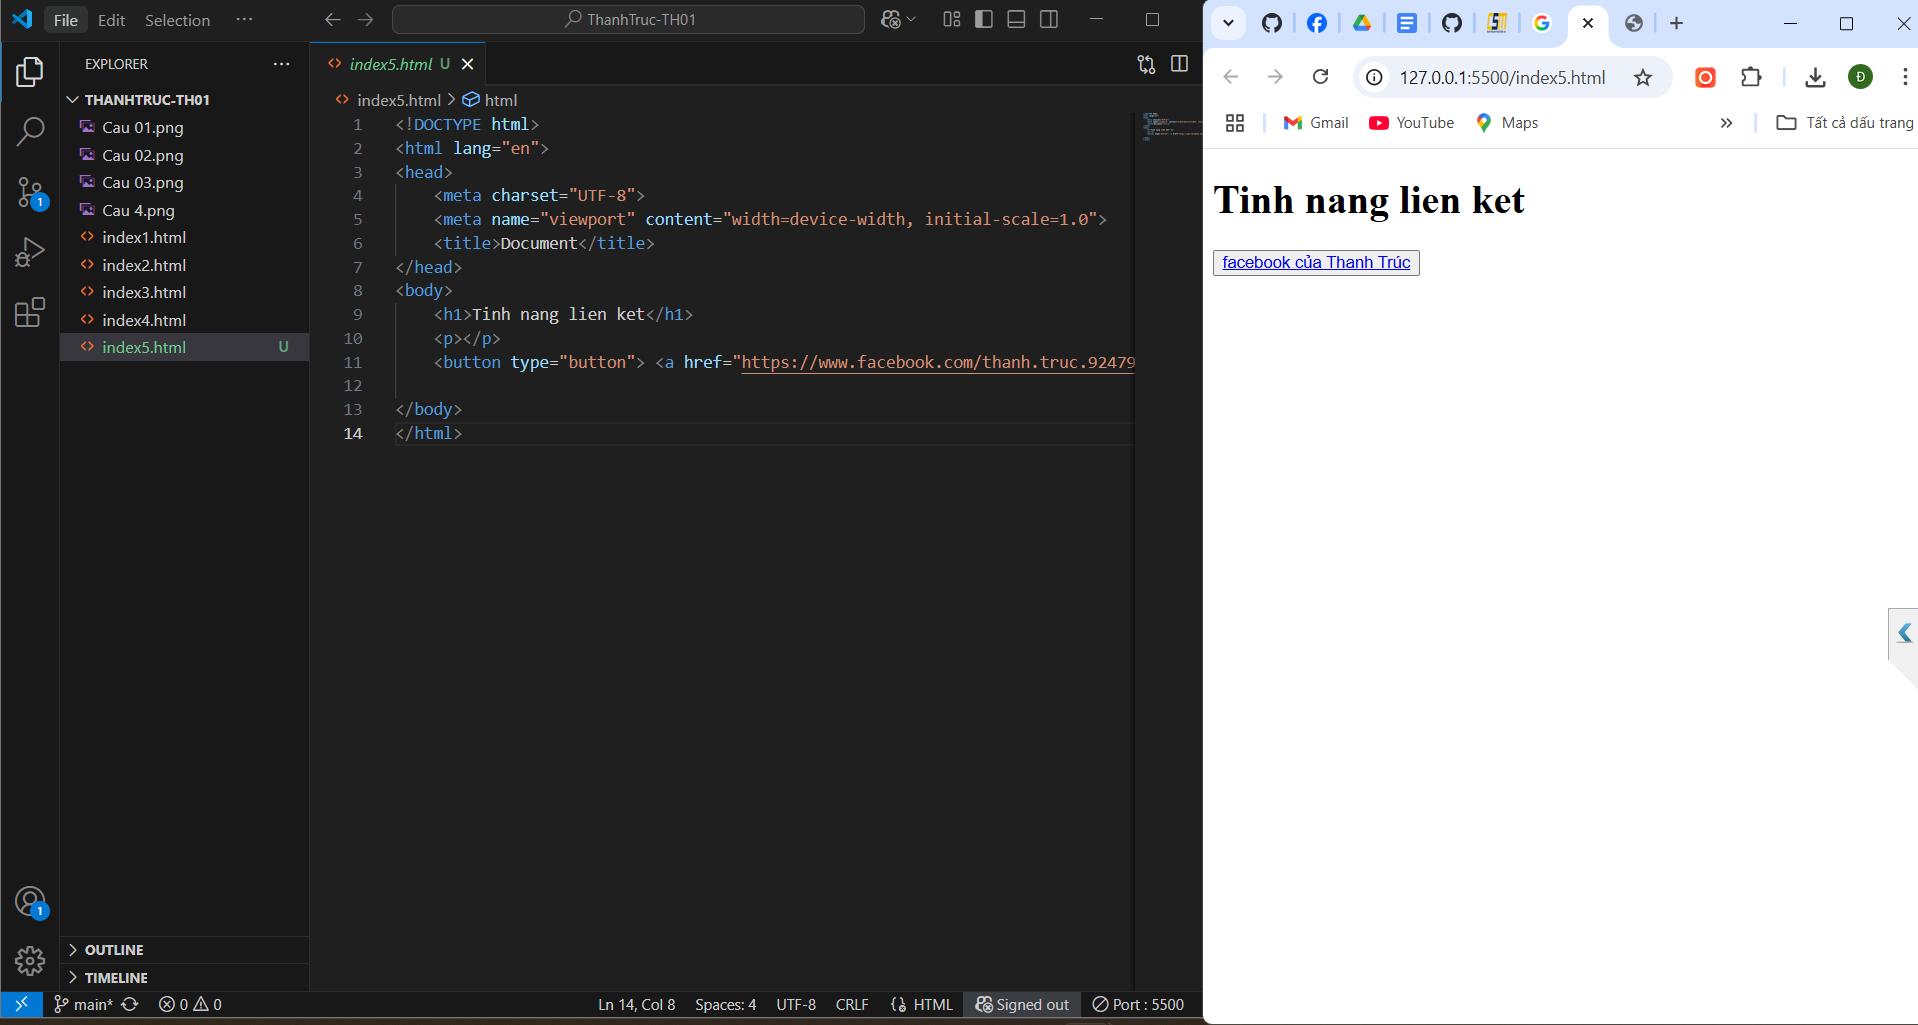 File Edit Selection ··· ThanhTruc-TH01
EXPLORER ···
THANHTRUC-TH01
Cau 01.png
Cau 02.png
Cau 03.png
Cau 4.png
index1.html
index2.html
index3.html
index4.html
index5.html U
OUTLINE
TIMELINE
1
1
index5.html U
index5.html > html
1 <!DOCTYPE html>
2 <html lang="en">
3 <head>
4 <meta charset="UTF-8">
5 <meta name="viewport" content="width=device-width, initial-scale=1.0">
6 <title>Document</title>
7 </head>
8 <body>
9 <h1>Tinh nang lien ket</h1>
10 <p></p>
11 <button type="button"> <a href="https://www.facebook.com/thanh.truc.92479
12
13 </body>
14 </html>
main* 0 0 Ln 14, Col 8 Spaces: 4 UTF-8 CRLF HTML Signed out Port : 5500
127.0.0.1:5500/index5.html Đ
Gmail YouTube Maps » Tất cả dấu trang
Tinh nang lien ket
facebook của Thanh Trúc